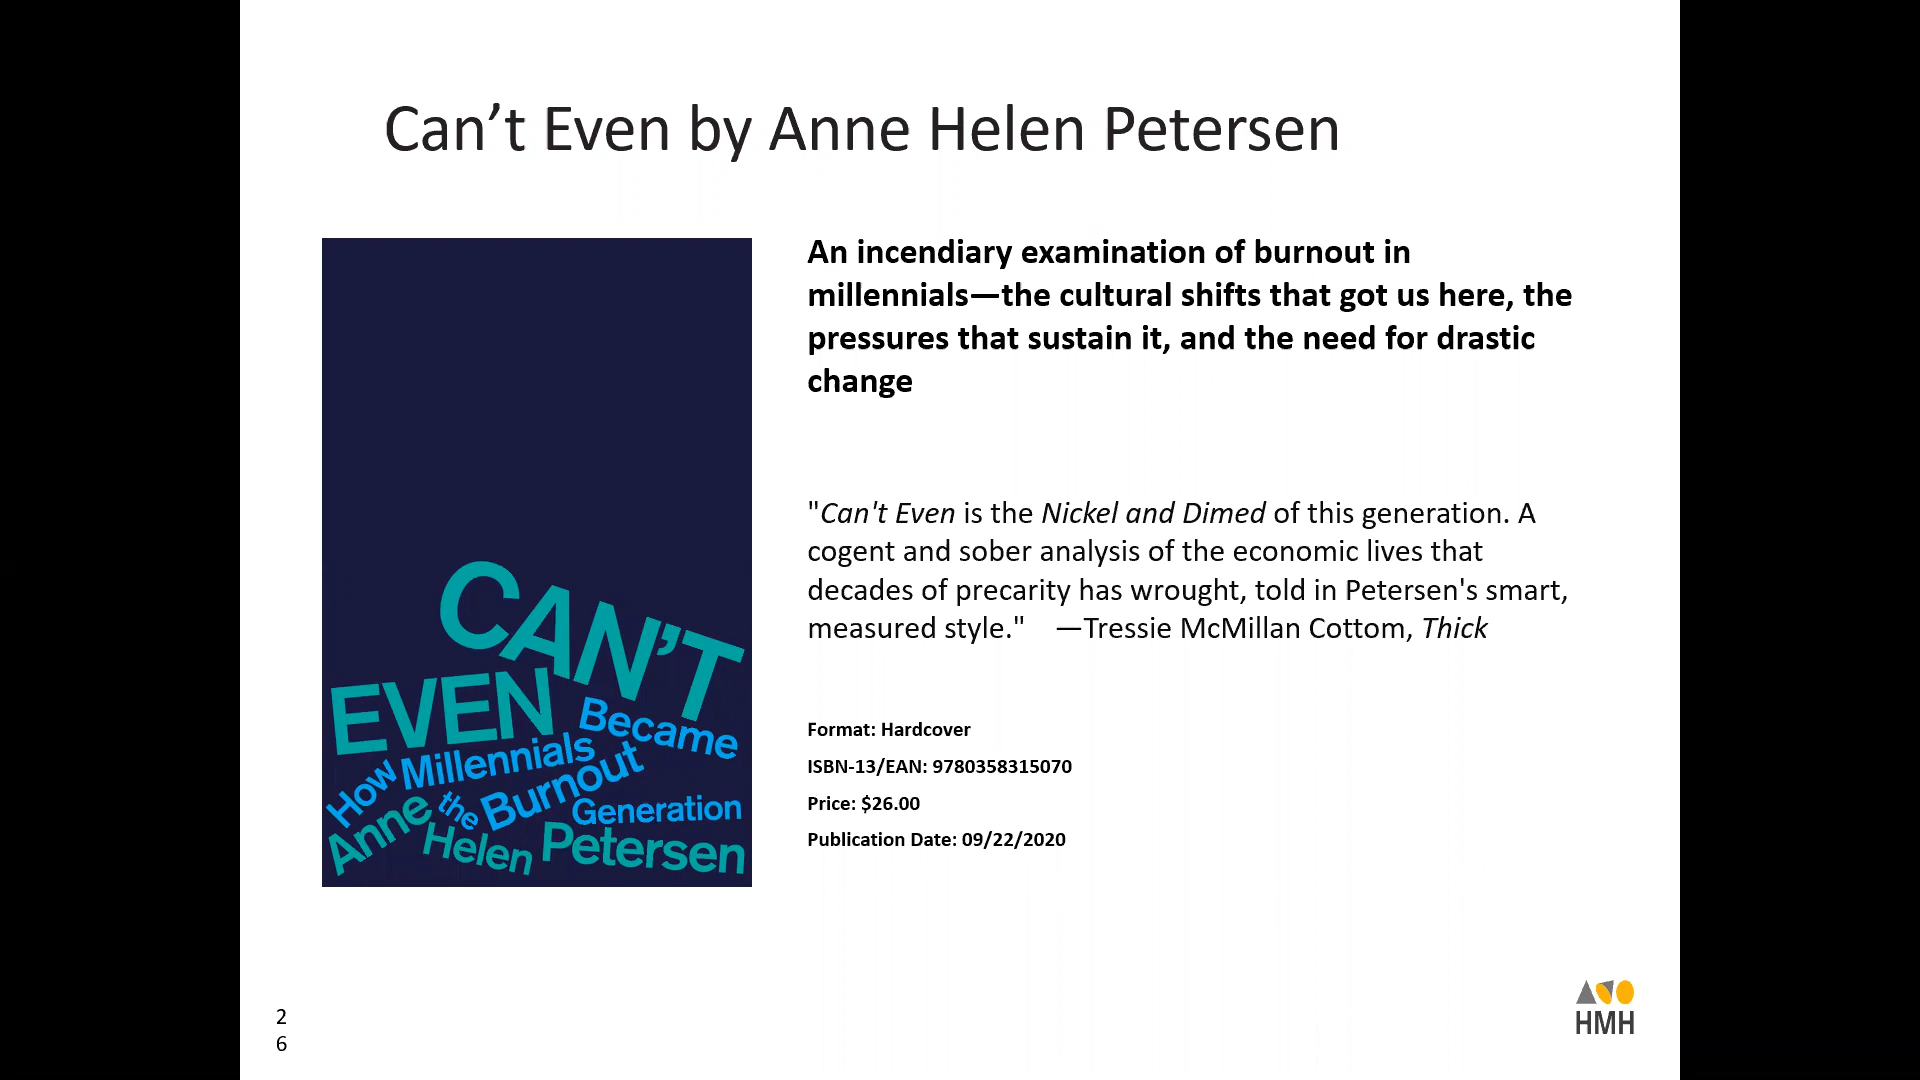 Can’t Even by Anne Helen Petersen
An incendiary examination of burnout in
millennials—the cultural shifts that got us here, the
pressures that sustain it, and the need for drastic
change
"Can't Even is the Nickel and Dimed of this generation. A
cogent and sober analysis of the economic lives that
decades of precarity has wrought, told in Petersen's smart,
measured style." —Tressie McMillan Cottom, Thick
Format: Hardcover
ISBN-13/EAN: 9780358315070
Price: $26.00
Publication Date: 09/22/2020
CAN’T
EVEN
How Millennials Became
the Burnout Generation
Anne Helen Petersen
2
6
HMH